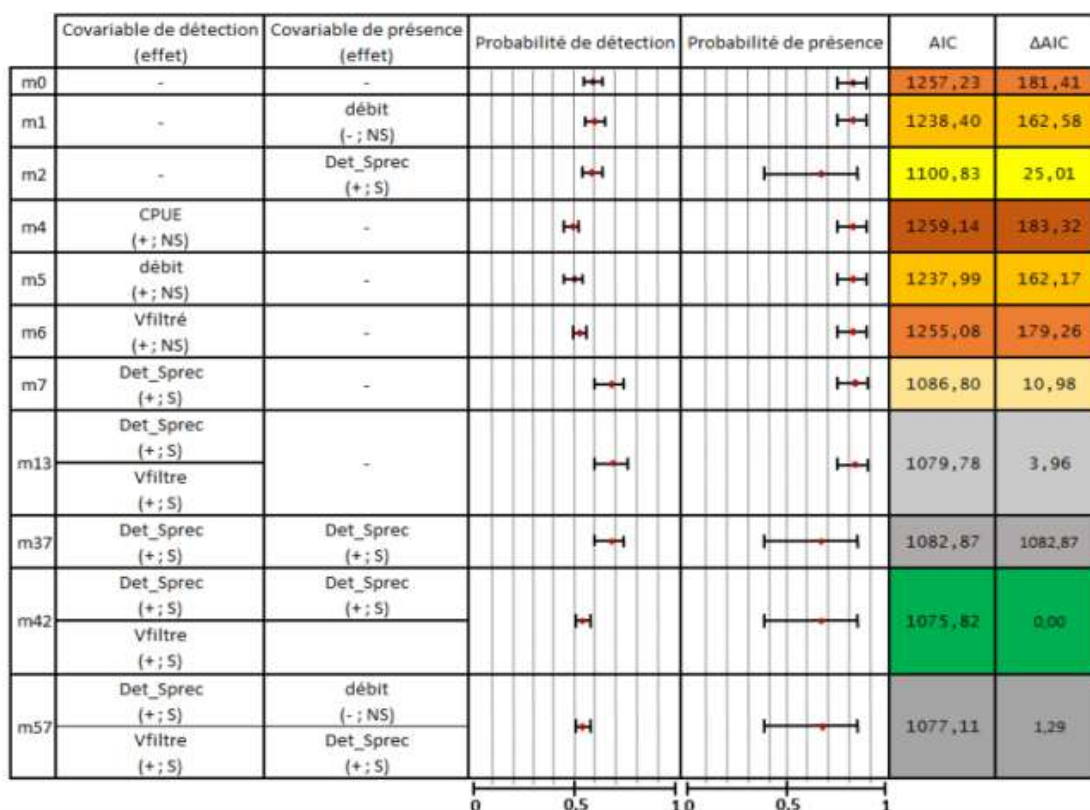 Covariable de détection
(effet)
Covariable de présence
(effet)
Probabilité de détection
Probabilité de présence
AIC
ΔAIC
m0
-
-
1257,23
181,41
m1
-
débit
(- ; NS)
1238,40
162,58
m2
-
Det_Sprec
(+ ; S)
1100,83
25,01
m4
CPUE
(+ ; NS)
-
1259,14
183,32
m5
débit
(+ ; NS)
-
1237,99
162,17
m6
Vfiltré
(+ ; NS)
-
1255,08
179,26
m7
Det_Sprec
(+ ; S)
-
1086,80
10,98
m13
Det_Sprec
(+ ; S)
Vfiltre
(+ ; S)
-
1079,78
3,96
m37
Det_Sprec
(+ ; S)
Det_Sprec
(+ ; S)
1082,87
1082,87
m42
Det_Sprec
(+ ; S)
Vfiltre
(+ ; S)
Det_Sprec
(+ ; S)
1075,82
0,00
m57
Det_Sprec
(+ ; S)
Vfiltre
(+ ; S)
débit
(- ; NS)
Det_Sprec
(+ ; S)
1077,11
1,29
0 0.5 1 0 0.5 1